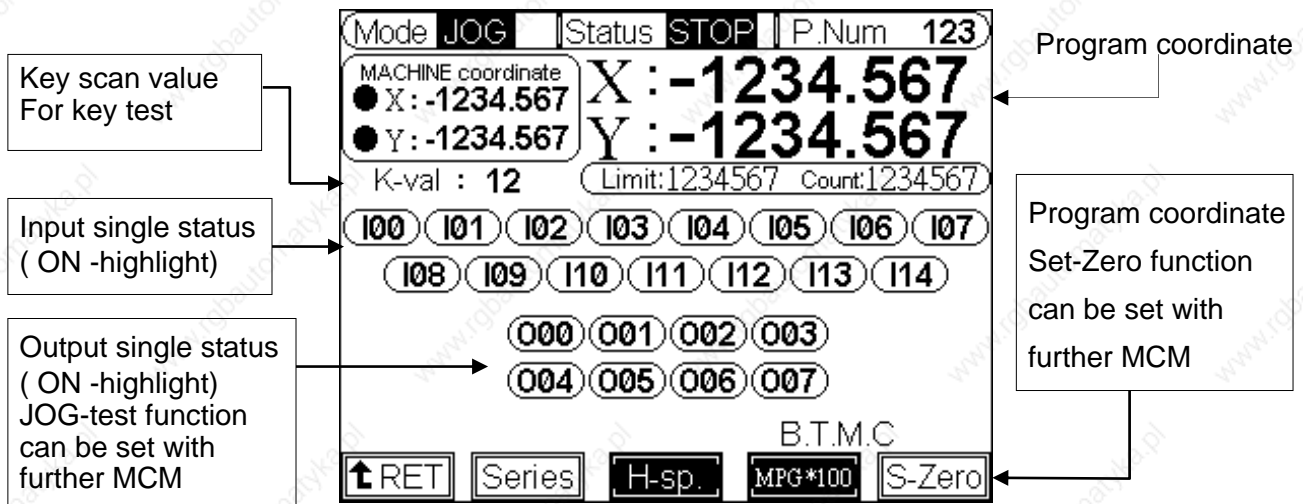 Mode JOG Status STOP P.Num 123
MACHINE coordinate
X:-1234.567
Y:-1234.567
X:-1234.567
Y:-1234.567
K-val : 12
Limit:1234567 Count:1234567
I00 I01 I02 I03 I04 I05 I06 I07
I08 I09 I10 I11 I12 I13 I14
O00 O01 O02 O03
O04 O05 O06 O07
B.T.M.C
RET Series H-sp. MPG*100 S-Zero
Key scan value
For key test
Input single status
( ON -highlight)
Output single status
( ON -highlight)
JOG-test function
can be set with
further MCM
Program coordinate
Program coordinate
Set-Zero function
can be set with
further MCM
www.rgbautomatyka.pl